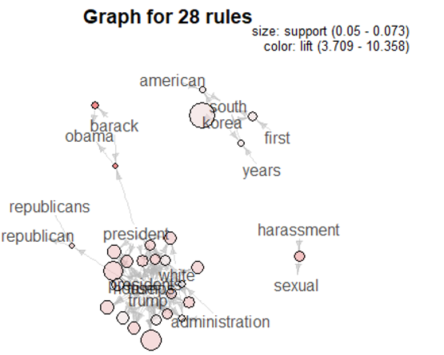 Graph for 28 rules
size: support (0.05 - 0.073)
color: lift (3.709 - 10.358)
american
south
korea
barack
obama
first
years
republicans
republican
president
harassment
white
sexual
trump
administration